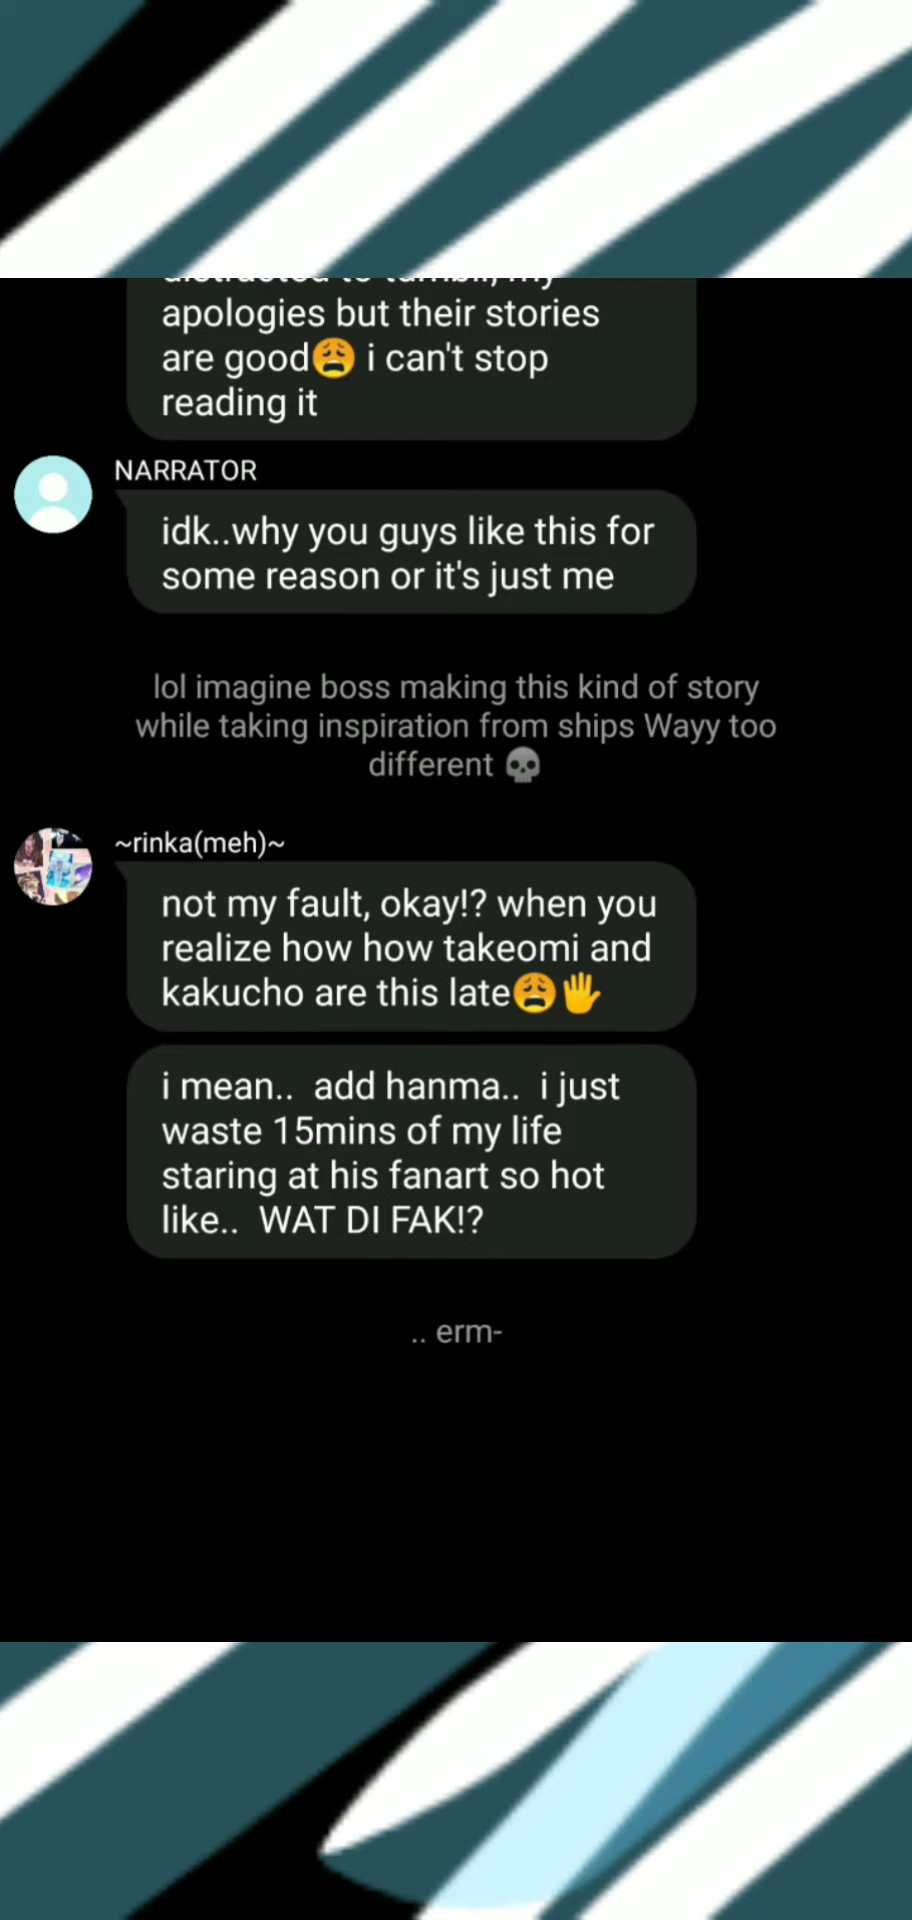 apologies but their stories
are good😩 i can't stop
reading it
NARRATOR
idk..why you guys like this for
some reason or it's just me
lol imagine boss making this kind of story
while taking inspiration from ships Wayy too
different 💀
~rinka(meh)~
not my fault, okay!? when you
realize how how takeomi and
kakucho are this late😩🖐
i mean..  add hanma..  i just
waste 15mins of my life
staring at his fanart so hot
like..  WAT DI FAK!?
.. erm-